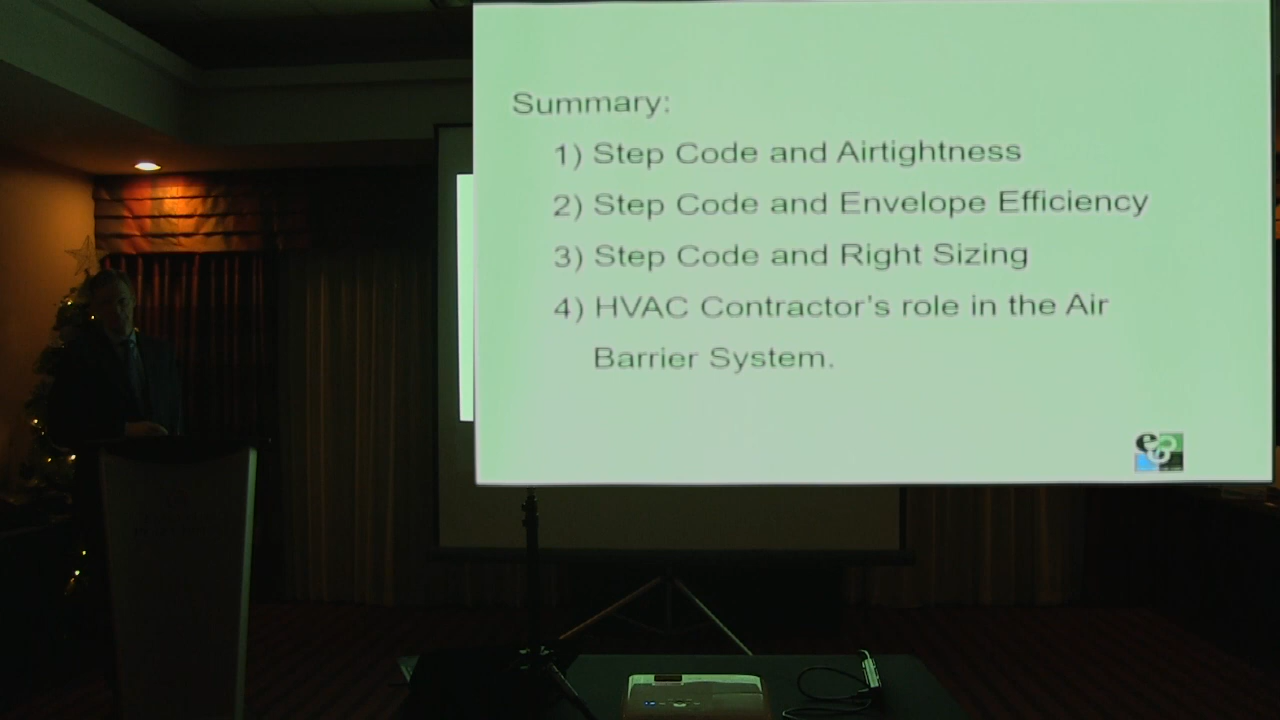 Summary:
1) Step Code and Airtightness
2) Step Code and Envelope Efficiency
3) Step Code and Right Sizing
4) HVAC Contractor's role in the Air
Barrier System.